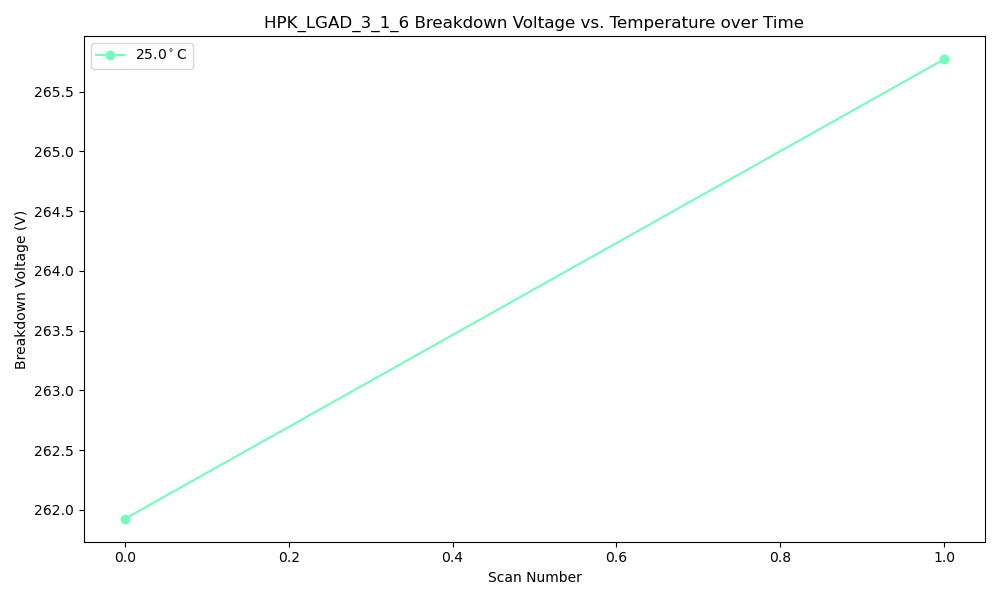 HPK_LGAD_3_1_6 Breakdown Voltage vs. Temperature over Time
25.0°C
265.5
265.0
264.5
264.0
263.5
263.0
262.5
262.0
Breakdown Voltage (V)
0.0 0.2 0.4 0.6 0.8 1.0
Scan Number